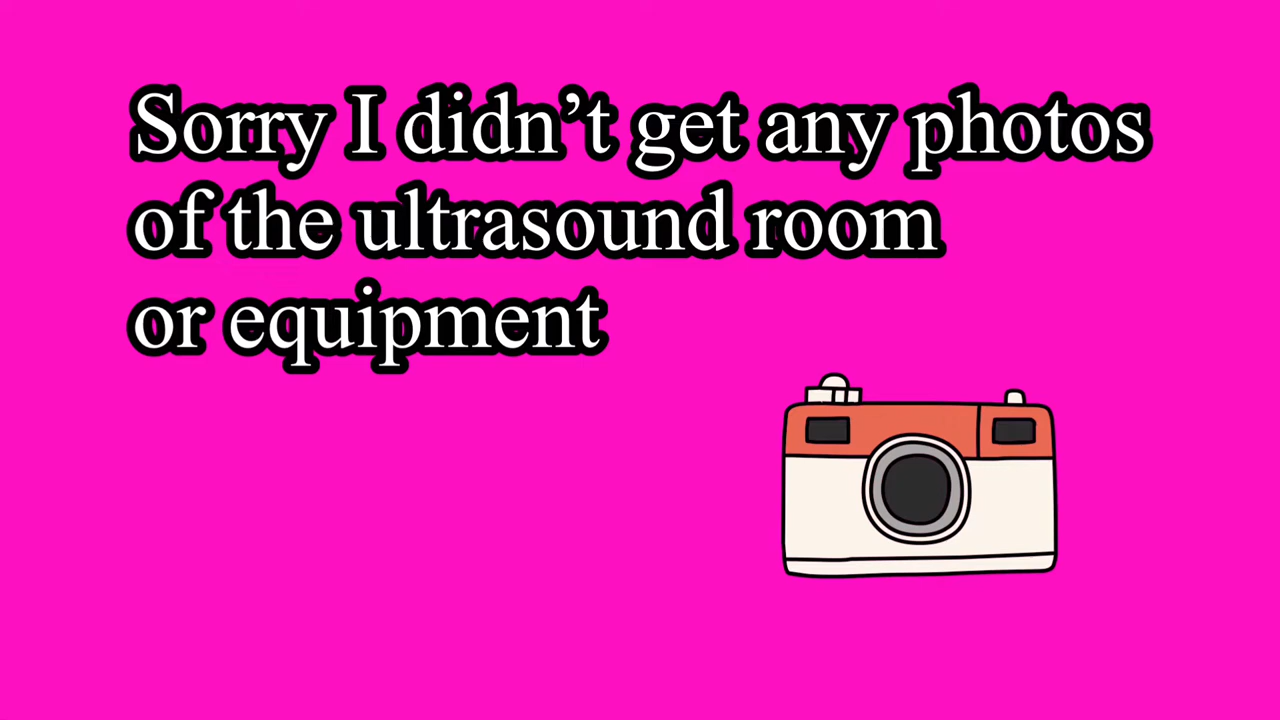 Sorry I didn’t get any photos
of the ultrasound room
or equipment